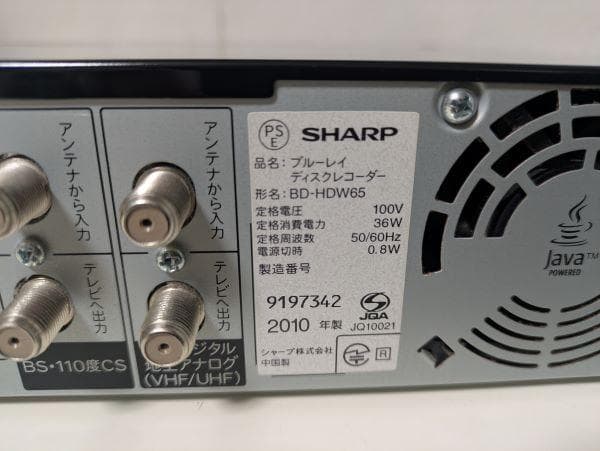 アンテナから入力
アンテナから入力
テレビへ出力
テレビへ出力
BS・110度CS
ジタル
地上アナログ
(VHF/UHF)
PS
E
SHARP
品名: ブルーレイ
ディスクレコーダー
形名: BD-HDW65
定格電圧 100V
定格消費電力 36W
定格周波数 50/60Hz
電源切時 0.8W
製造番号
9197342
2010 年製
JQA
JQ10021
シャープ株式会社
中国製
R
Java™
POWERED